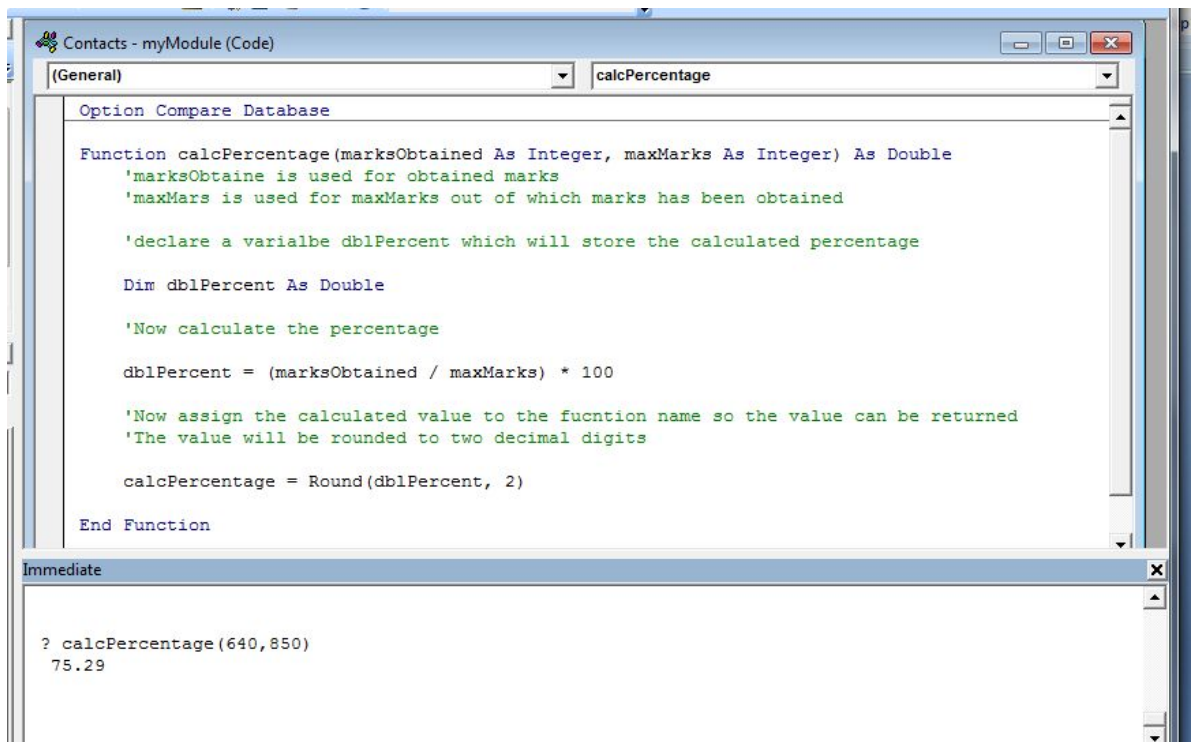 Contacts - myModule (Code)
(General)
calcPercentage
Option Compare Database
Function calcPercentage(marksObtained As Integer, maxMarks As Integer) As Double
'marksObtaine is used for obtained marks
'maxMars is used for maxMarks out of which marks has been obtained
'declare a varialbe dblPercent which will store the calculated percentage
Dim dblPercent As Double
'Now calculate the percentage
dblPercent = (marksObtained / maxMarks) * 100
'Now assign the calculated value to the fucntion name so the value can be returned
'The value will be rounded to two decimal digits
calcPercentage = Round(dblPercent, 2)
End Function
Immediate
? calcPercentage(640,850)
75.29